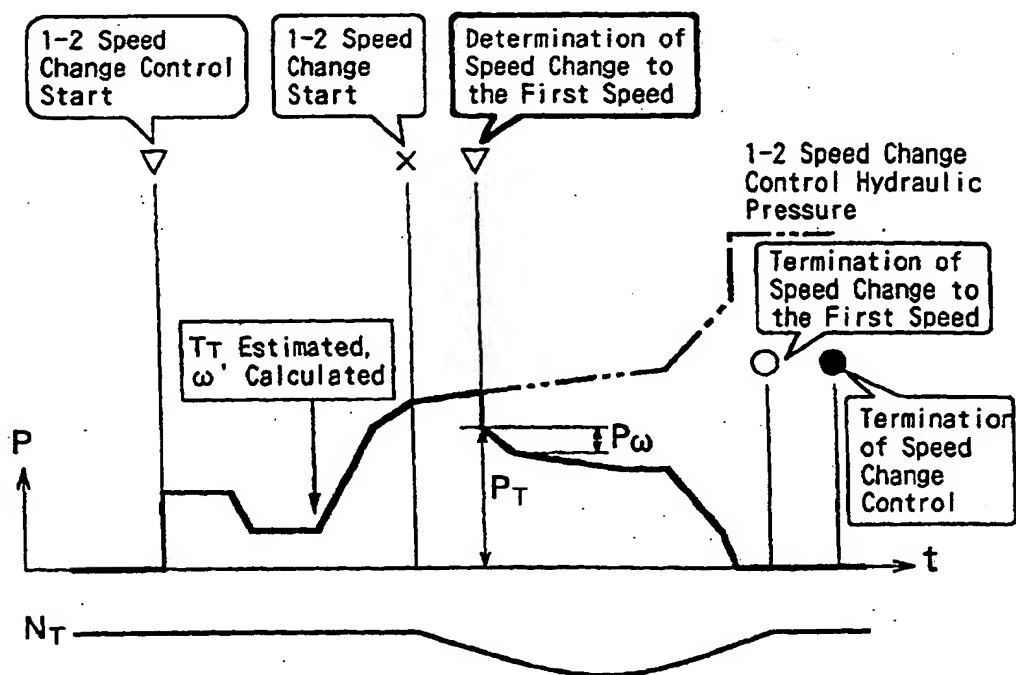 1-2 Speed
Change Control
Start
1-2 Speed
Change
Start
Determination of
Speed Change to
the First Speed
1-2 Speed Change
Control Hydraulic
Pressure
Termination of
Speed Change to
the First Speed
TT Estimated,
ω' Calculated
Termination
of Speed
Change
Control
P
Pω
PT
t
NT